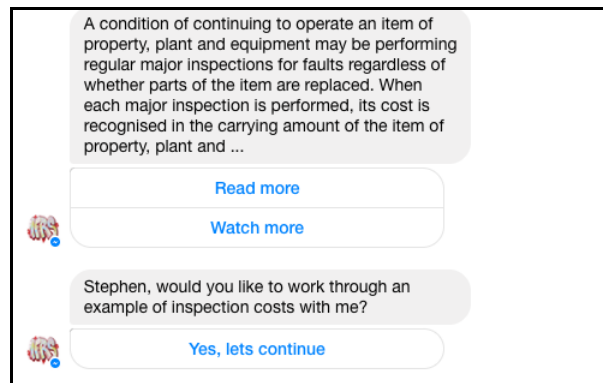 A condition of continuing to operate an item of
property, plant and equipment may be performing
regular major inspections for faults regardless of
whether parts of the item are replaced. When
each major inspection is performed, its cost is
recognised in the carrying amount of the item of
property, plant and ...
Read more
Watch more
Stephen, would you like to work through an
example of inspection costs with me?
Yes, lets continue